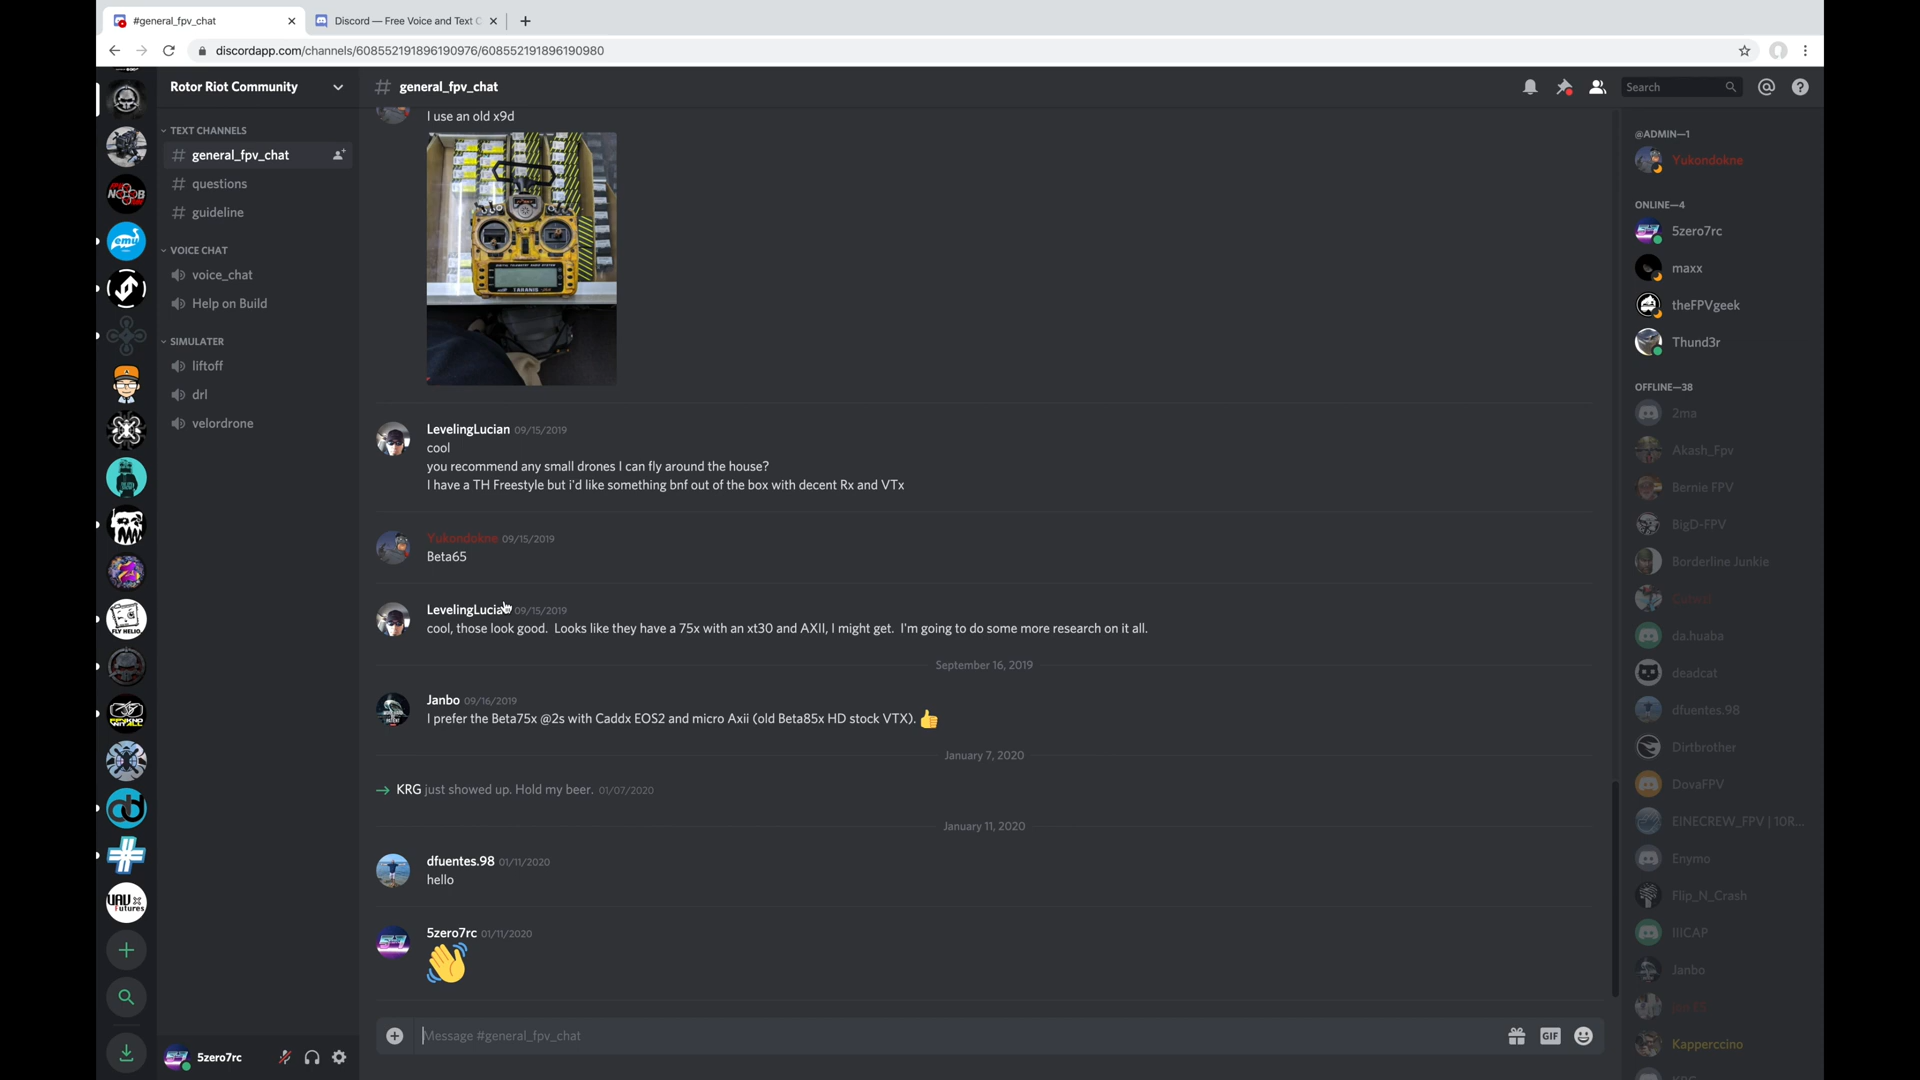 #general_fpv_chat
Discord — Free Voice and Text C
discordapp.com/channels/608552191896190976/608552191896190980
Rotor Riot Community
TEXT CHANNELS
general_fpv_chat
questions
guideline
VOICE CHAT
voice_chat
Help on Build
SIMULATER
liftoff
drl
velordrone
NOOB
emu
FLY HELIO.
UAV
Futures
5zero7rc
# general_fpv_chat
Search
I use an old x9d
TARANIS
LevelingLucian 09/15/2019
cool
you recommend any small drones I can fly around the house?
I have a TH Freestyle but i'd like something bnf out of the box with decent Rx and VTx
Yukondokne 09/15/2019
Beta65
LevelingLucian 09/15/2019
cool, those look good. Looks like they have a 75x with an xt30 and AXII, I might get. I'm going to do some more research on it all.
September 16, 2019
Janbo 09/16/2019
I prefer the Beta75x @2s with Caddx EOS2 and micro Axii (old Beta85x HD stock VTX).
January 7, 2020
KRG just showed up. Hold my beer. 01/07/2020
January 11, 2020
dfuentes.98 01/11/2020
hello
5zero7rc 01/11/2020
Message #general_fpv_chat
GIF
@ADMIN—1
Yukondokne
ONLINE—4
5zero7rc
maxx
theFPVgeek
Thund3r
OFFLINE—38
2ma
Akash_Fpv
Bernie FPV
BigD-FPV
Borderline Junkie
da.huaba
deadcat
dfuentes.98
Dirtbrother
DovaFPV
EINECREW_FPV | 10R...
Enymo
Flip_N_Crash
IIICAP
Janbo
Kapperccino